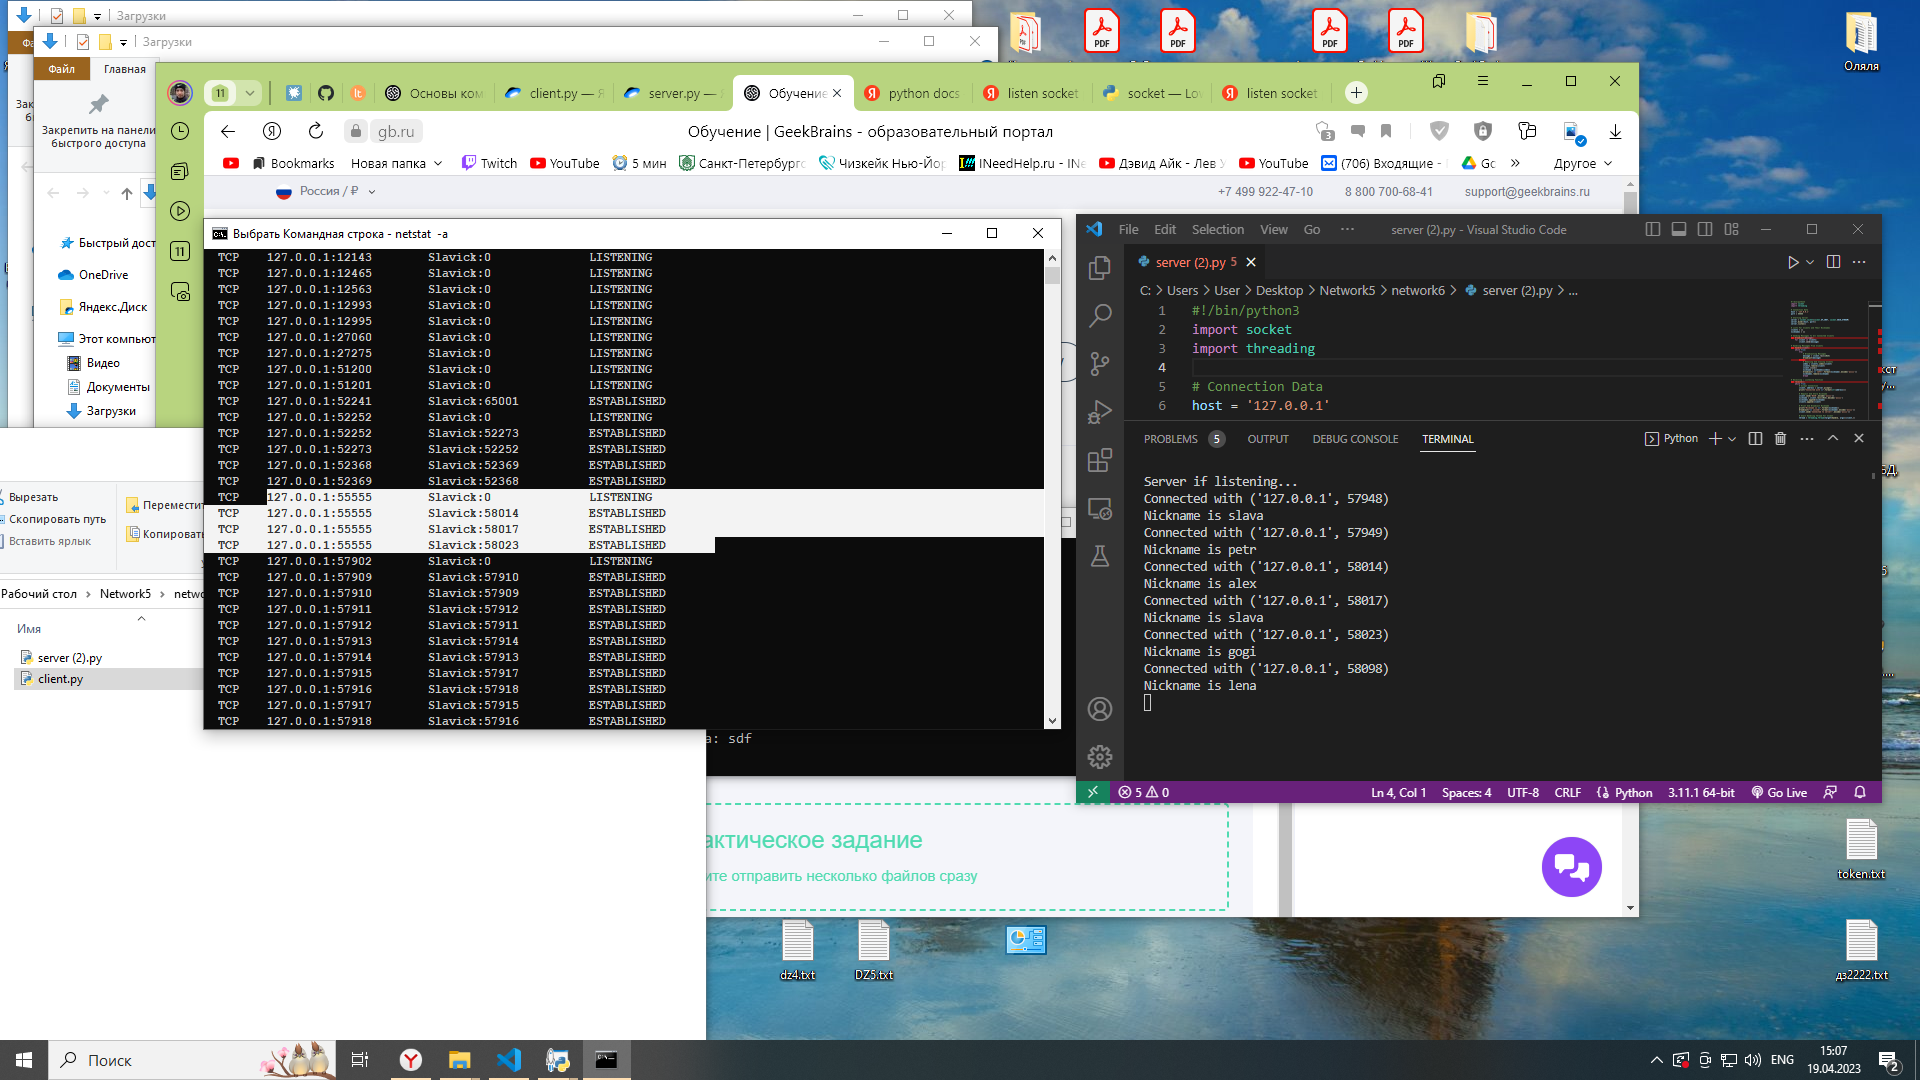 Загрузки
Загрузки
Файл
Главная
Закрепить на панели
быстрого доступа
Быстрый дост
OneDrive
Яндекс.Диск
Этот компьют
Видео
Документы
Загрузки
Вырезать
Скопировать путь
Вставить ярлык
Переместит
Копировать
Рабочий стол > Network5 > netwo
Имя
server (2).py
client.py
11
Основы ком
client.py — Я
server.py —
Обучение
python docs
listen socket
socket — Lov
listen socket
gb.ru
Обучение | GeekBrains - образовательный портал
3
Bookmarks
Новая папка
Twitch
YouTube
5 мин
Санкт-Петербург
Чизкейк Нью-Йор
INeedHelp.ru - INe
Дэвид Айк - Лев
YouTube
(706) Входящие -
Go
Другое
Россия / ₽
+7 499 922-47-10
8 800 700-68-41
support@geekbrains.ru
11
Выбрать Командная строка - netstat -a
TCP 127.0.0.1:12143 Slavick:0 LISTENING
TCP 127.0.0.1:12465 Slavick:0 LISTENING
TCP 127.0.0.1:12563 Slavick:0 LISTENING
TCP 127.0.0.1:12993 Slavick:0 LISTENING
TCP 127.0.0.1:12995 Slavick:0 LISTENING
TCP 127.0.0.1:27060 Slavick:0 LISTENING
TCP 127.0.0.1:27275 Slavick:0 LISTENING
TCP 127.0.0.1:51200 Slavick:0 LISTENING
TCP 127.0.0.1:51201 Slavick:0 LISTENING
TCP 127.0.0.1:52241 Slavick:65001 ESTABLISHED
TCP 127.0.0.1:52252 Slavick:0 LISTENING
TCP 127.0.0.1:52252 Slavick:52273 ESTABLISHED
TCP 127.0.0.1:52273 Slavick:52252 ESTABLISHED
TCP 127.0.0.1:52368 Slavick:52369 ESTABLISHED
TCP 127.0.0.1:52369 Slavick:52368 ESTABLISHED
TCP 127.0.0.1:55555 Slavick:0 LISTENING
TCP 127.0.0.1:55555 Slavick:58014 ESTABLISHED
TCP 127.0.0.1:55555 Slavick:58017 ESTABLISHED
TCP 127.0.0.1:55555 Slavick:58023 ESTABLISHED
TCP 127.0.0.1:57902 Slavick:0 LISTENING
TCP 127.0.0.1:57909 Slavick:57910 ESTABLISHED
TCP 127.0.0.1:57910 Slavick:57909 ESTABLISHED
TCP 127.0.0.1:57911 Slavick:57912 ESTABLISHED
TCP 127.0.0.1:57912 Slavick:57911 ESTABLISHED
TCP 127.0.0.1:57913 Slavick:57914 ESTABLISHED
TCP 127.0.0.1:57914 Slavick:57913 ESTABLISHED
TCP 127.0.0.1:57915 Slavick:57917 ESTABLISHED
TCP 127.0.0.1:57916 Slavick:57918 ESTABLISHED
TCP 127.0.0.1:57917 Slavick:57915 ESTABLISHED
TCP 127.0.0.1:57918 Slavick:57916 ESTABLISHED
a: sdf
File Edit Selection View Go ···
server (2).py - Visual Studio Code
server (2).py 5
C: > Users > User > Desktop > Network5 > network6 > server (2).py > ...
1 #!/bin/python3
2 import socket
3 import threading
4
5 # Connection Data
6 host = '127.0.0.1'
PROBLEMS 5 OUTPUT DEBUG CONSOLE TERMINAL
Python
Server if listening...
Connected with ('127.0.0.1', 57948)
Nickname is slava
Connected with ('127.0.0.1', 57949)
Nickname is petr
Connected with ('127.0.0.1', 58014)
Nickname is alex
Connected with ('127.0.0.1', 58017)
Nickname is slava
Connected with ('127.0.0.1', 58023)
Nickname is gogi
Connected with ('127.0.0.1', 58098)
Nickname is lena
5 0
Ln 4, Col 1
Spaces: 4
UTF-8
CRLF
Python
3.11.1 64-bit
Go Live
актическое задание
ите отправить несколько файлов сразу
PDF
PDF
PDF
PDF
Оляля
token.txt
дз2222.txt
dz4.txt
DZ5.txt
Поиск
ENG
15:07
19.04.2023
2